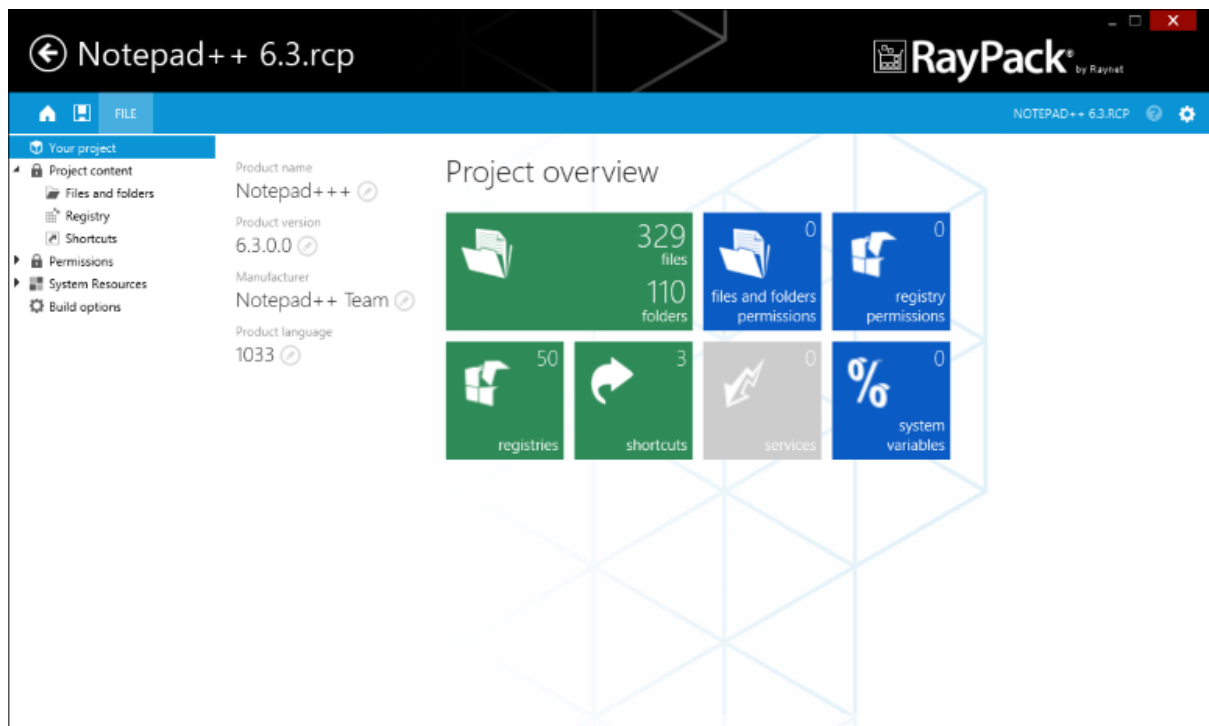 Notepad++ 6.3.rcp
RayPack®
by Raynet
FILE
NOTEPAD++ 6.3.RCP
Your project
Project content
Files and folders
Registry
Shortcuts
Permissions
System Resources
Build options
Product name
Notepad+++
Product version
6.3.0.0
Manufacturer
Notepad++ Team
Product language
1033
Project overview
329
files
110
folders
0
files and folders
permissions
0
registry
permissions
50
registries
3
shortcuts
0
services
0
%
system
variables